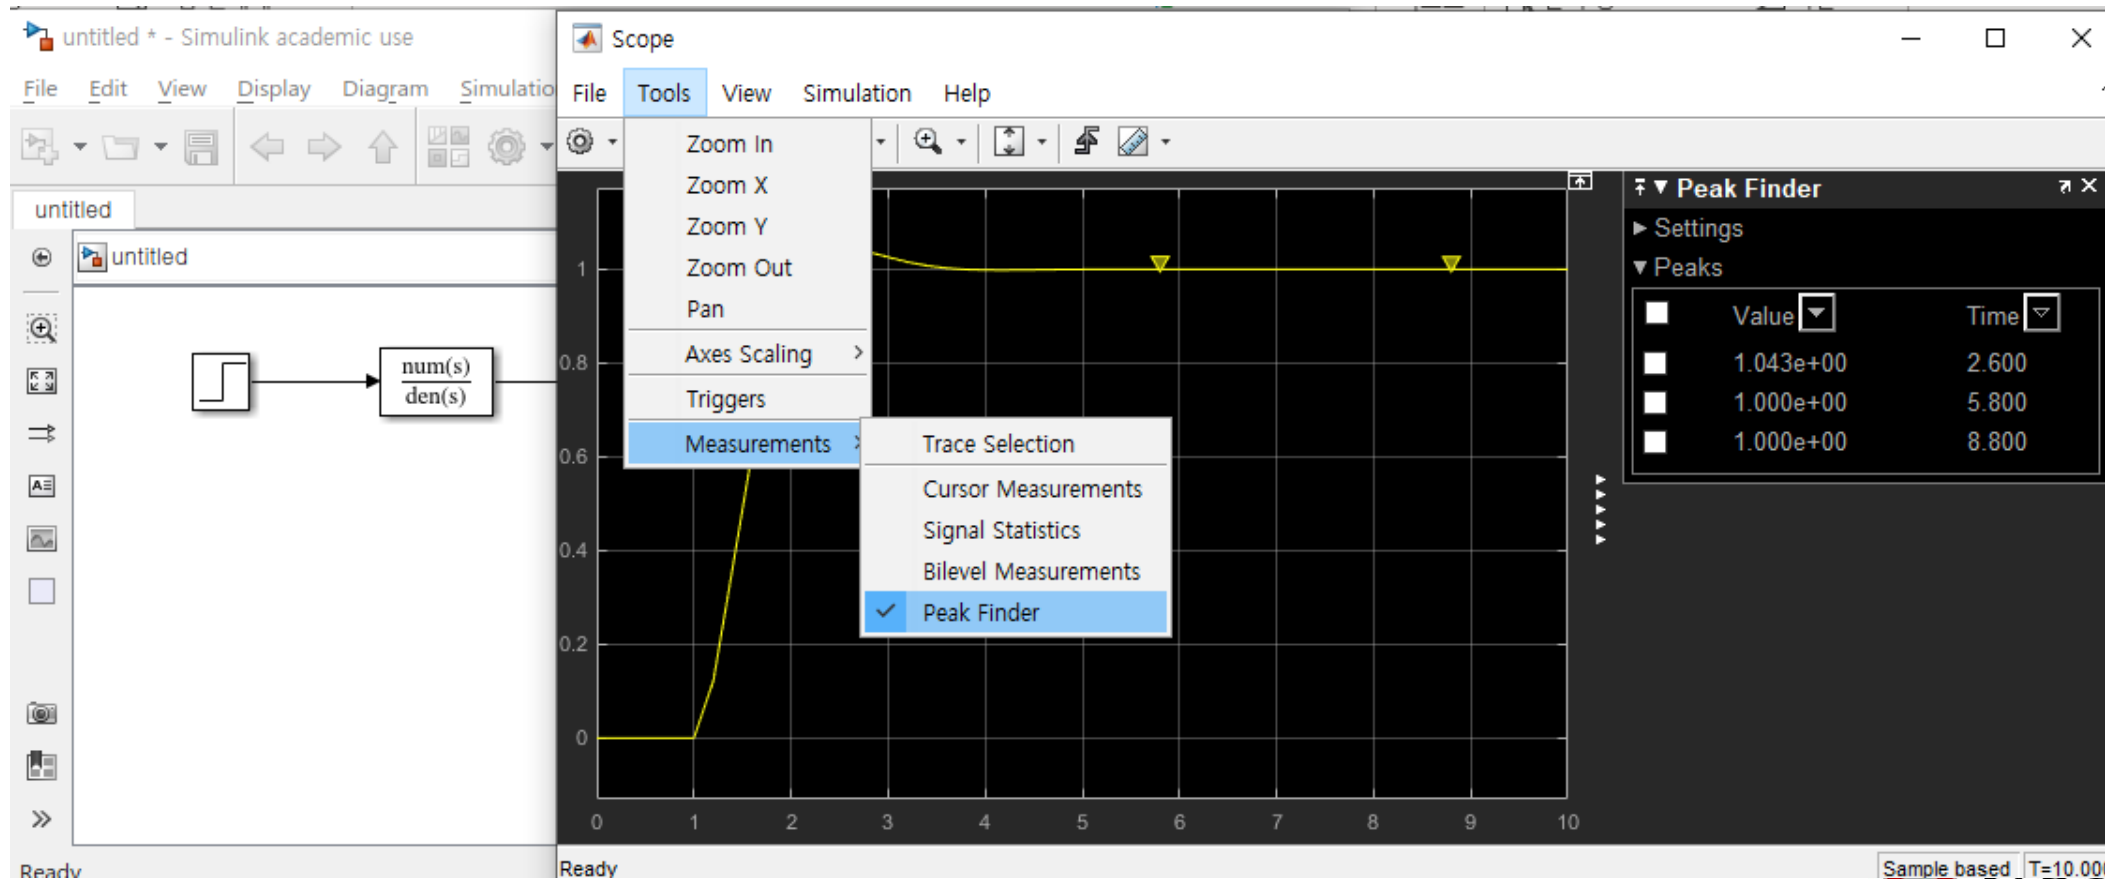 untitled * - Simulink academic use
File Edit View Display Diagram Simulatio
untitled
untitled
num(s)
den(s)
Ready
Scope
File Tools View Simulation Help
Zoom In
Zoom X
Zoom Y
Zoom Out
Pan
Axes Scaling
Triggers
Measurements
Trace Selection
Cursor Measurements
Signal Statistics
Bilevel Measurements
Peak Finder
1
0.8
0.6
0.4
0.2
0
0 1 2 3 4 5 6 7 8 9 10
Peak Finder
Settings
Peaks
Value Time
1.043e+00 2.600
1.000e+00 5.800
1.000e+00 8.800
Ready
Sample based T=10.00